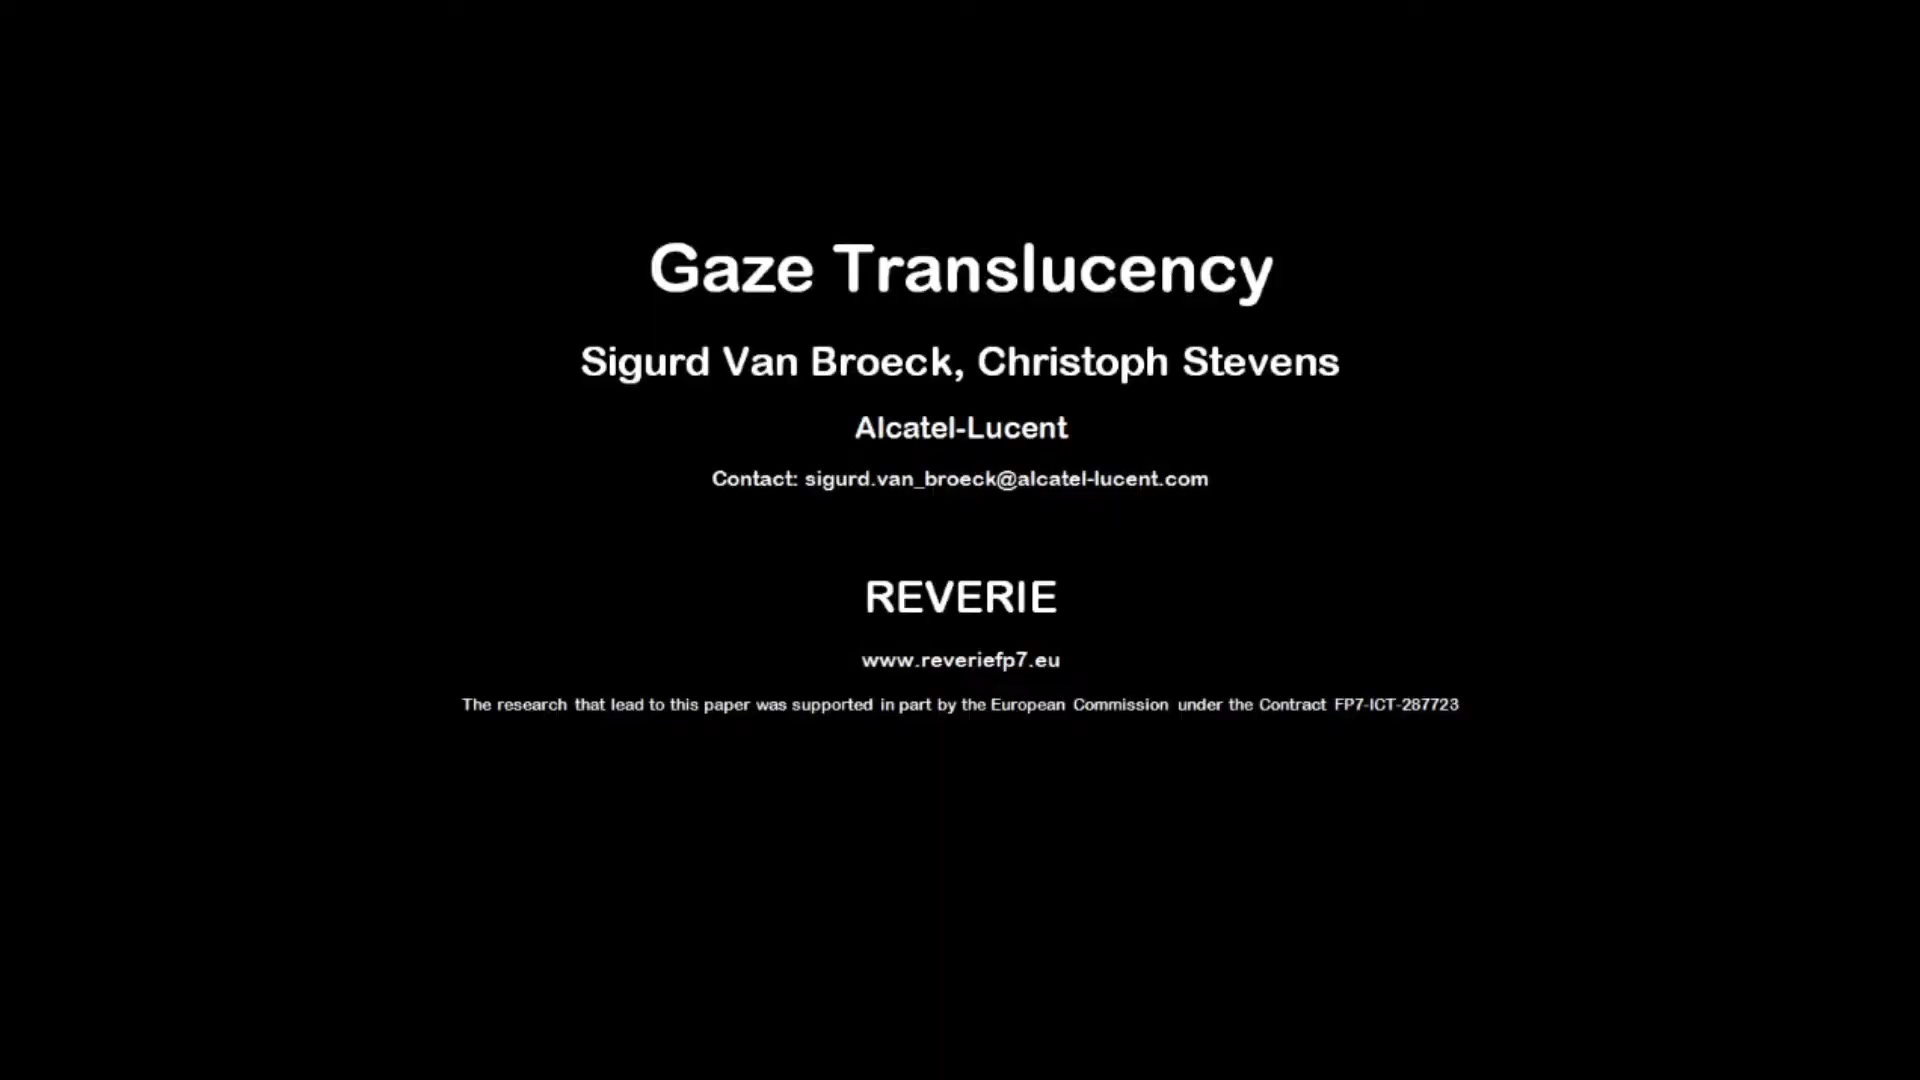 Gaze Translucency
Sigurd Van Broeck, Christoph Stevens
Alcatel-Lucent
Contact: sigurd.van_broeck@alcatel-lucent.com
REVERIE
www.reveriefp7.eu
The research that lead to this paper was supported in part by the European Commission under the Contract FP7-ICT-287723